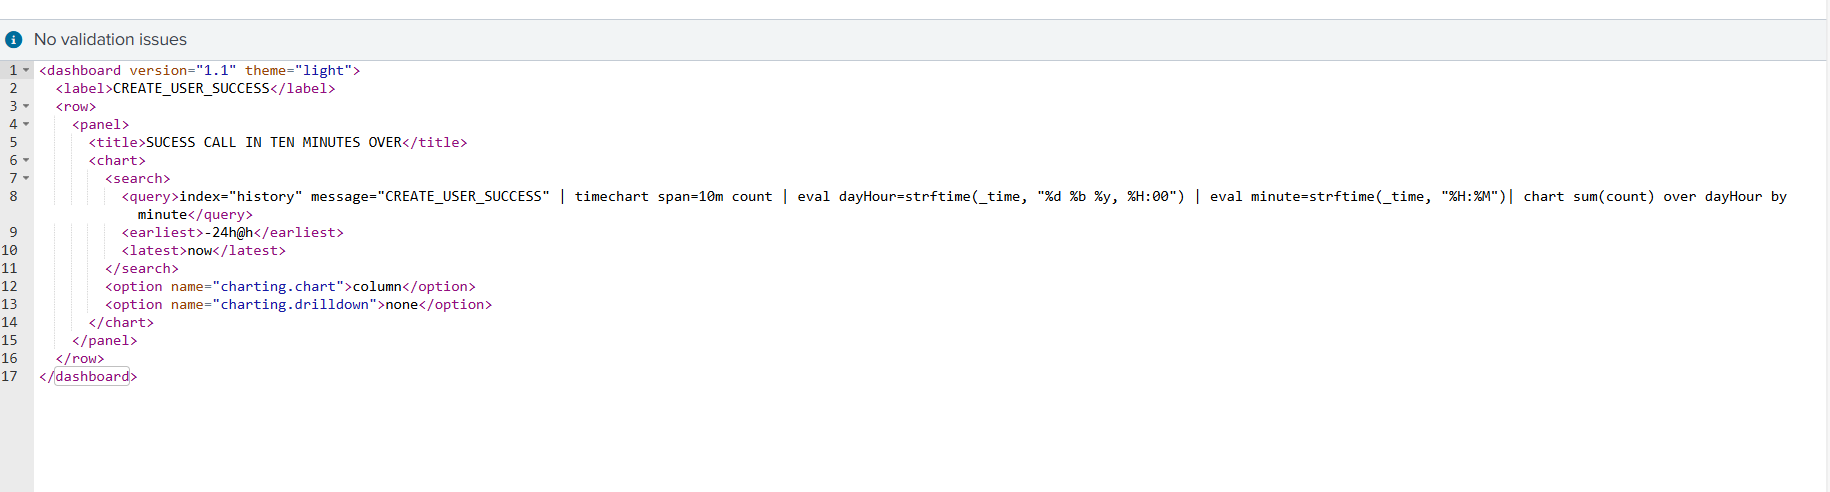 No validation issues
1 <dashboard version="1.1" theme="light">
2 <label>CREATE_USER_SUCCESS</label>
3 <row>
4 <panel>
5 <title>SUCESS CALL IN TEN MINUTES OVER</title>
6 <chart>
7 <search>
8 <query>index="history" message="CREATE_USER_SUCCESS" | timechart span=10m count | eval dayHour=strftime(_time, "%d %b %y, %H:00") | eval minute=strftime(_time, "%H:%M")| chart sum(count) over dayHour by
minute</query>
9 <earliest>-24h@h</earliest>
10 <latest>now</latest>
11 </search>
12 <option name="charting.chart">column</option>
13 <option name="charting.drilldown">none</option>
14 </chart>
15 </panel>
16 </row>
17 </dashboard>